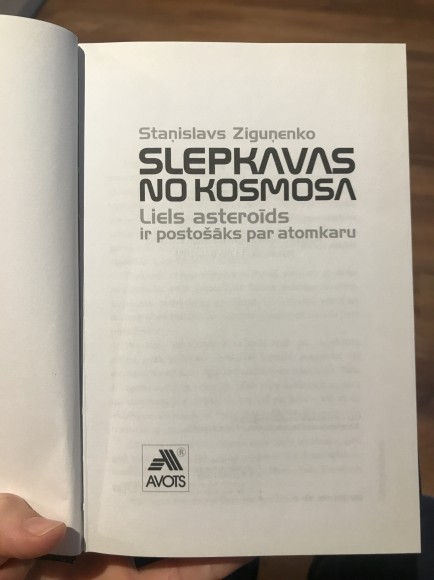 Staņislavs Ziguņenko
SLEPKAVAS
NO KOSMOSA
Liels asteroīds
ir postošāks par atomkaru
®
AVOTS